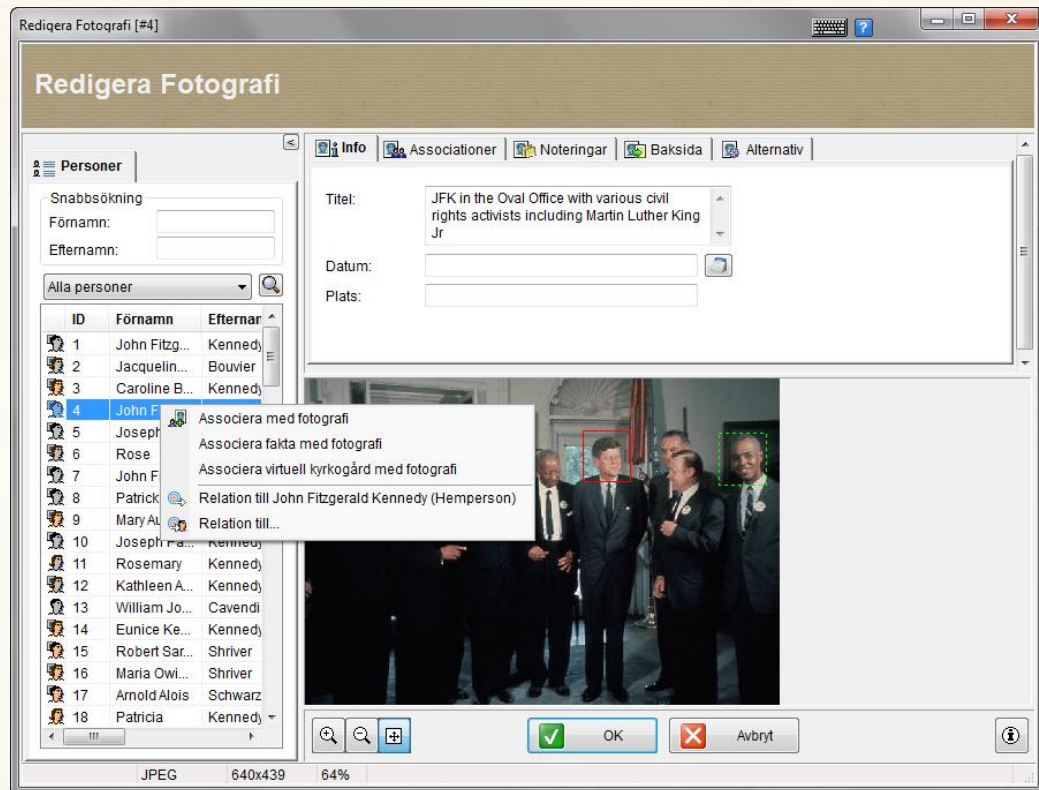 Redigera Fotografi [#4]
Redigera Fotografi
Personer
Snabbsökning
Förnamn:
Efternamn:
Alla personer
ID Förnamn Efternar
1 John Fitzg... Kennedy
2 Jacquelin... Bouvier
3 Caroline B... Kennedy
4 John F
5 Joseph
6 Rose
7 John F
8 Patrick
9 Mary Au
10 Joseph Pa... Kennedy
11 Rosemary Kennedy
12 Kathleen A... Kennedy
13 William Jo... Cavendi
14 Eunice Ke... Kennedy
15 Robert Sar... Shriver
16 Maria Owi... Shriver
17 Arnold Alois Schwarz
18 Patricia Kennedy
Associera med fotografi
Associera fakta med fotografi
Associera virtuell kyrkogård med fotografi
Relation till John Fitzgerald Kennedy (Hemperson)
Relation till...
Info Associationer Noteringar Baksida Alternativ
Titel:
JFK in the Oval Office with various civil
rights activists including Martin Luther King
Jr
Datum:
Plats:
OK Avbryt
JPEG 640x439 64%